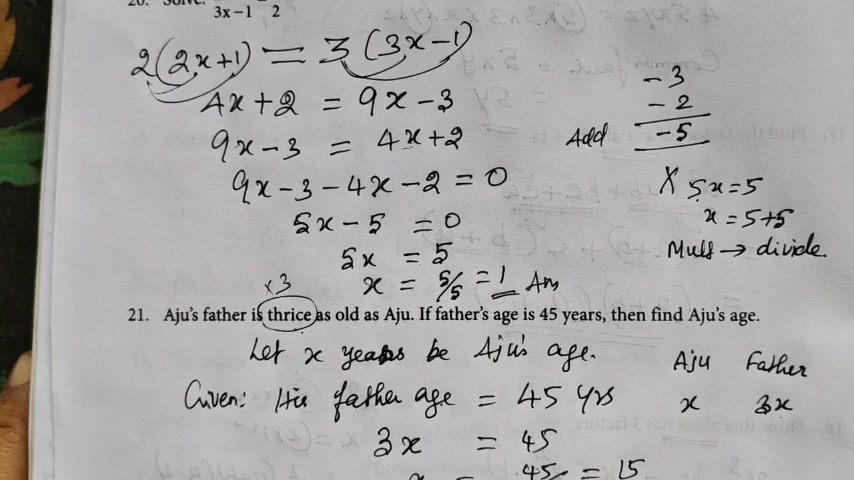 20. Solve:
3x-1 2
2(2x+1) = 3(3x-1)
4x+2 = 9x-3
9x-3 = 4x+2
9x-3-4x-2=0
5x-5 = 0
5x = 5
x = 5/5 = 1 Ans
-3
-2
Add -5
X 5x=5
x = 5+5
Mull → divide.
x3
21. Aju's father is thrice as old as Aju. If father's age is 45 years, then find Aju's age.
Let x years be Aju's age.
Given: His father age = 45 yrs
3x = 45
x = 45 = 15
Aju Father
x 3x